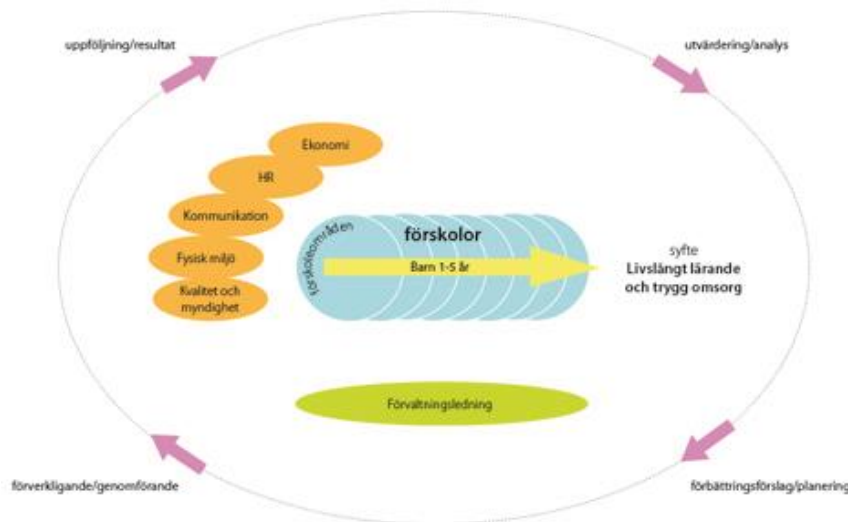 uppföljning/resultat
utvärdering/analys
Ekonomi
HR
Kommunikation
Fysisk miljö
Kvalitet och
myndighet
förskoleområden
förskolor
Barn 1-5 år
syfte
Livslångt lärande
och trygg omsorg
Förvaltningsledning
förverkligande/genomförande
förbättringsförslag/planering